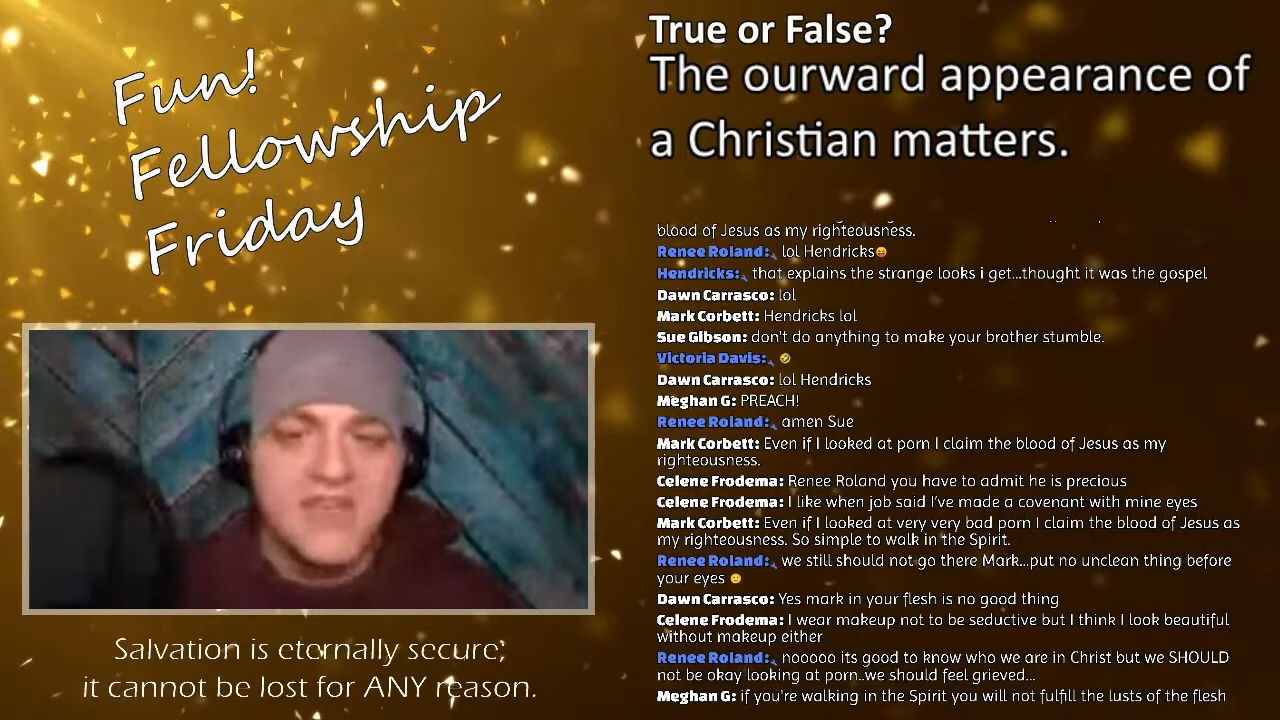 Fun!
Fellowship
Friday
True or False?
The ourward appearance of
a Christian matters.
blood of Jesus as my righteousness.
Renee Roland: lol Hendricks😝
Hendricks: that explains the strange looks i get...thought it was the gospel
Dawn Carrasco: lol
Mark Corbett: Hendricks lol
Sue Gibson: don't do anything to make your brother stumble.
Victoria Davis: 🤣
Dawn Carrasco: lol Hendricks
Meghan G: PREACH!
Renee Roland: amen Sue
Mark Corbett: Even if I looked at porn I claim the blood of Jesus as my
righteousness.
Celene Frodema: Renee Roland you have to admit he is precious
Celene Frodema: I like when job said I've made a covenant with mine eyes
Mark Corbett: Even if I looked at very very bad porn I claim the blood of Jesus as
my righteousness. So simple to walk in the Spirit.
Renee Roland: we still should not go there Mark...put no unclean thing before
your eyes 🙁
Dawn Carrasco: Yes mark in your flesh is no good thing
Celene Frodema: I wear makeup not to be seductive but I think I look beautiful
without makeup either
Renee Roland: nooooo its good to know who we are in Christ but we SHOULD
not be okay looking at porn..we should feel grieved...
Meghan G: if you're walking in the Spirit you will not fulfill the lusts of the flesh
Salvation is eternally secure;
it cannot be lost for ANY reason.